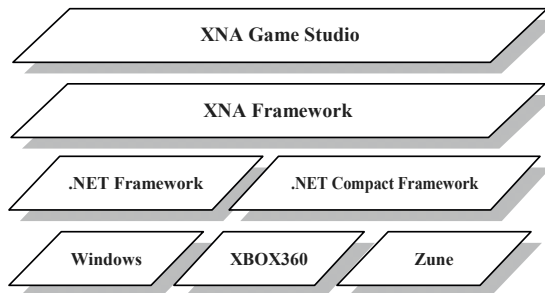 XNA Game Studio
XNA Framework
.NET Framework .NET Compact Framework
Windows XBOX360 Zune